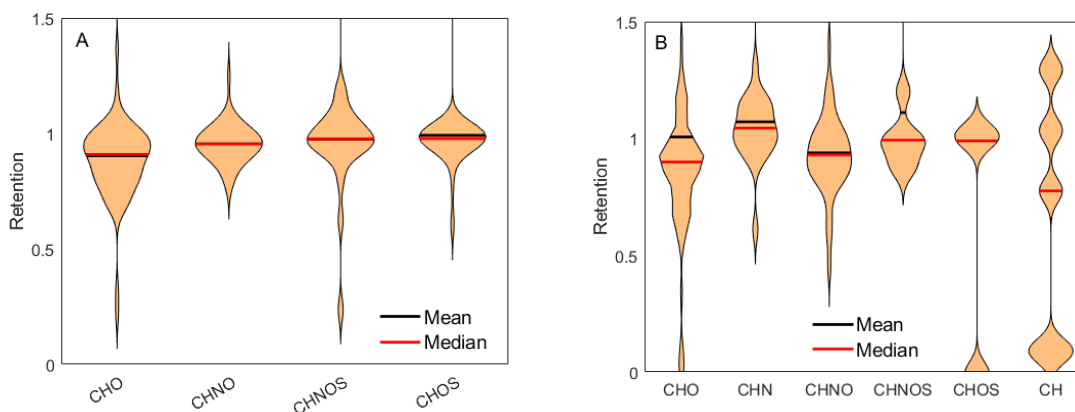 A
Retention
1.5
1
0.5
0
Mean
Median
CHO
CHNO
CHNOS
CHOS
B
Retention
1.5
1
0.5
0
Mean
Median
CHO
CHN
CHNO
CHNOS
CHOS
CH